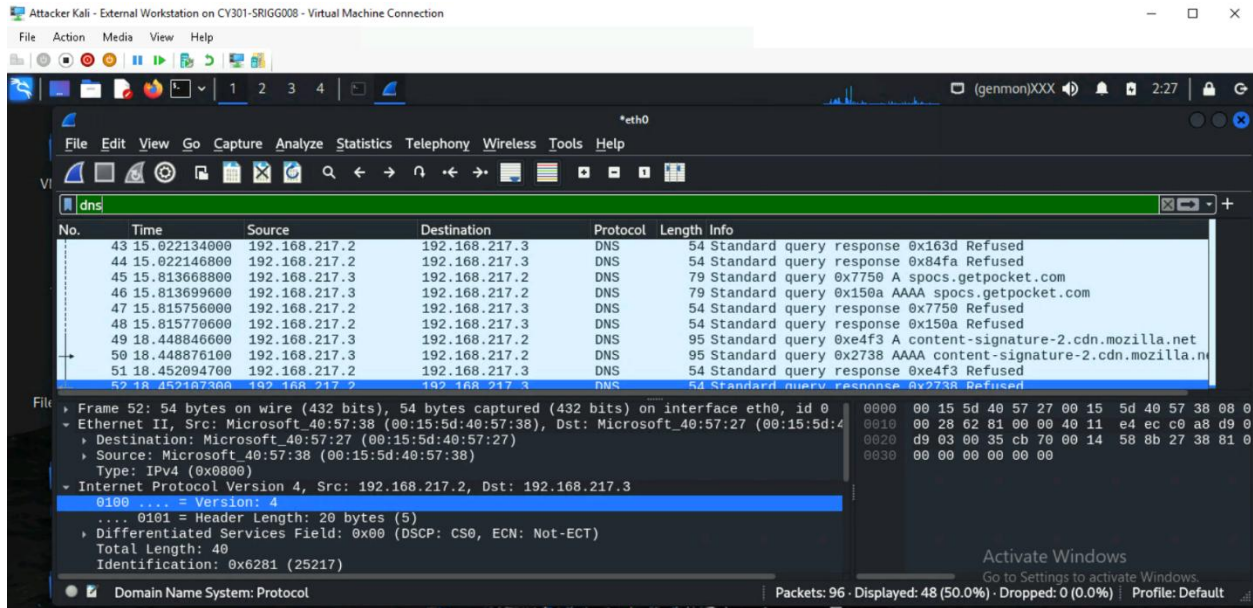 Attacker Kali - External Workstation on CY301-SRIGG008 - Virtual Machine Connection
File Action Media View Help
1 2 3 4 (genmon)XXX 2:27
*eth0
File Edit View Go Capture Analyze Statistics Telephony Wireless Tools Help
dns
No. Time Source Destination Protocol Length Info
43 15.022134000 192.168.217.2 192.168.217.3 DNS 54 Standard query response 0x163d Refused
44 15.022146800 192.168.217.2 192.168.217.3 DNS 54 Standard query response 0x84fa Refused
45 15.813668800 192.168.217.3 192.168.217.2 DNS 79 Standard query 0x7750 A spocs.getpocket.com
46 15.813699600 192.168.217.3 192.168.217.2 DNS 79 Standard query 0x150a AAAA spocs.getpocket.com
47 15.815756000 192.168.217.2 192.168.217.3 DNS 54 Standard query response 0x7750 Refused
48 15.815770600 192.168.217.2 192.168.217.3 DNS 54 Standard query response 0x150a Refused
49 18.448846600 192.168.217.3 192.168.217.2 DNS 95 Standard query 0xe4f3 A content-signature-2.cdn.mozilla.net
50 18.448876100 192.168.217.3 192.168.217.2 DNS 95 Standard query 0x2738 AAAA content-signature-2.cdn.mozilla.n
51 18.452094700 192.168.217.2 192.168.217.3 DNS 54 Standard query response 0xe4f3 Refused
52 18.452107300 192.168.217.2 192.168.217.3 DNS 54 Standard query response 0x2738 Refused
File
Frame 52: 54 bytes on wire (432 bits), 54 bytes captured (432 bits) on interface eth0, id 0
Ethernet II, Src: Microsoft_40:57:38 (00:15:5d:40:57:38), Dst: Microsoft_40:57:27 (00:15:5d:4
Destination: Microsoft_40:57:27 (00:15:5d:40:57:27)
Source: Microsoft_40:57:38 (00:15:5d:40:57:38)
Type: IPv4 (0x0800)
Internet Protocol Version 4, Src: 192.168.217.2, Dst: 192.168.217.3
0100 .... = Version: 4
.... 0101 = Header Length: 20 bytes (5)
Differentiated Services Field: 0x00 (DSCP: CS0, ECN: Not-ECT)
Total Length: 40
Identification: 0x6281 (25217)
0000 00 15 5d 40 57 27 00 15 5d 40 57 38 08 0
0010 00 28 62 81 00 00 40 11 e4 ec c0 a8 d9 0
0020 d9 03 00 35 cb 70 00 14 58 8b 27 38 81 0
0030 00 00 00 00 00 00
Activate Windows
Go to Settings to activate Windows.
Domain Name System: Protocol Packets: 96 · Displayed: 48 (50.0%) · Dropped: 0 (0.0%) Profile: Default